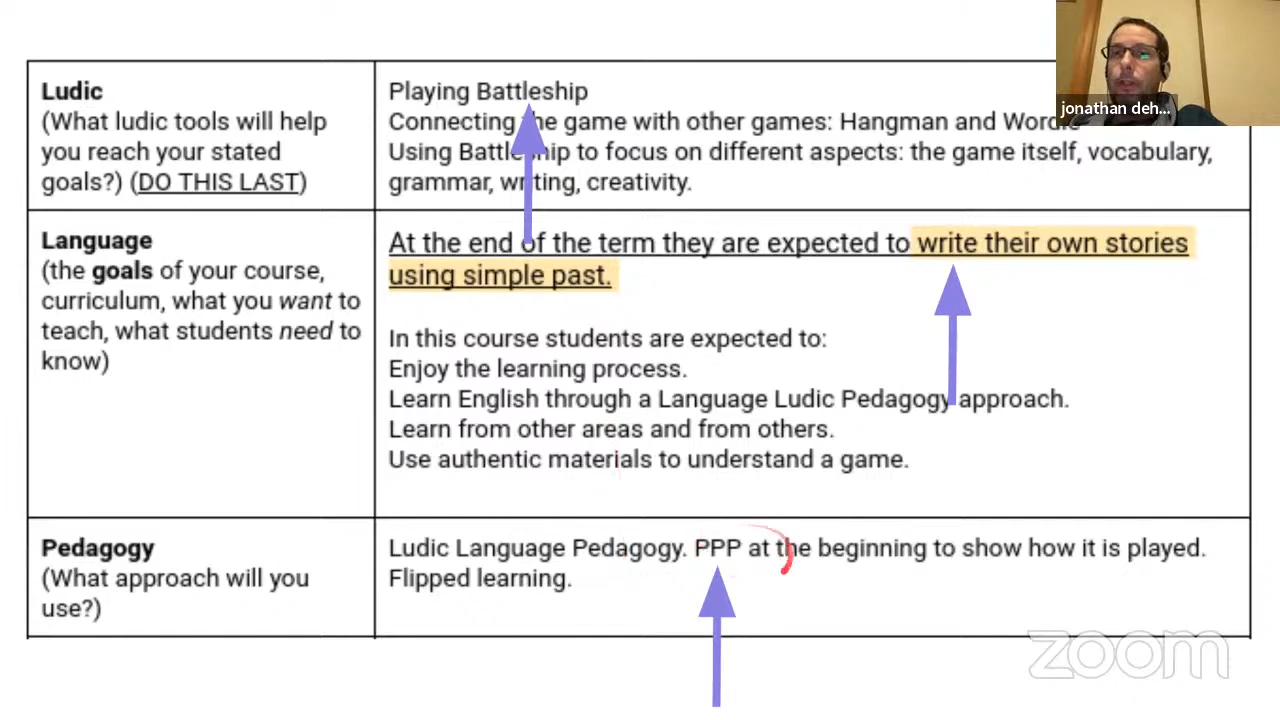 Ludic
(What ludic tools will help
you reach your stated
goals?) (DO THIS LAST)
Playing Battleship
Connecting the game with other games: Hangman and Wordle
Using Battleship to focus on different aspects: the game itself, vocabulary,
grammar, writing, creativity.
Language
(the goals of your course,
curriculum, what you want to
teach, what students need to
know)
At the end of the term they are expected to write their own stories
using simple past.
In this course students are expected to:
Enjoy the learning process.
Learn English through a Language Ludic Pedagogy approach.
Learn from other areas and from others.
Use authentic materials to understand a game.
Pedagogy
(What approach will you
use?)
Ludic Language Pedagogy. PPP at the beginning to show how it is played.
Flipped learning.
jonathan deh...
zoom